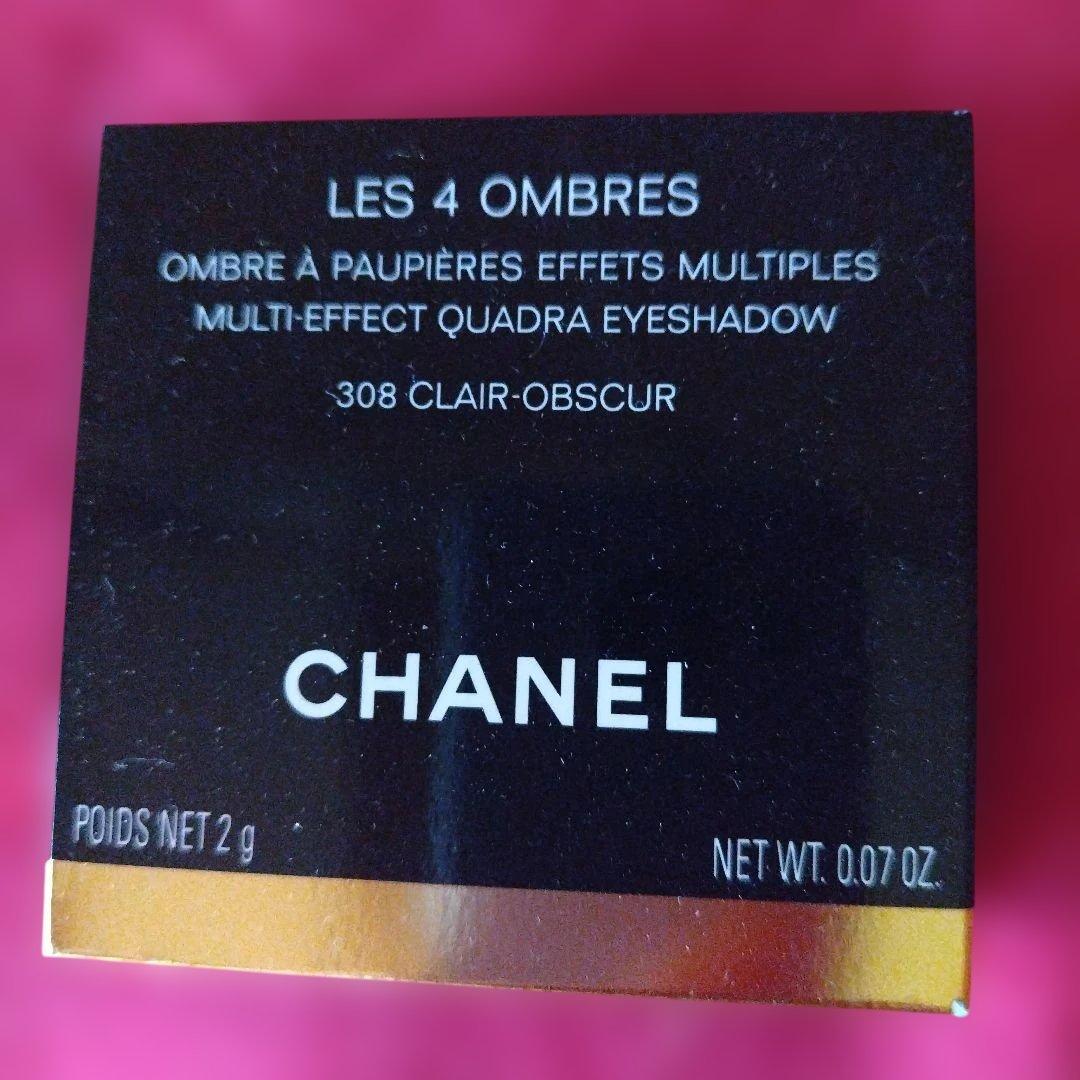 LES 4 OMBRES
OMBRE À PAUPIÈRES EFFETS MULTIPLES
MULTI-EFFECT QUADRA EYESHADOW
308 CLAIR-OBSCUR
CHANEL
POIDS NET 2 g
NET WT. 0.07 OZ.